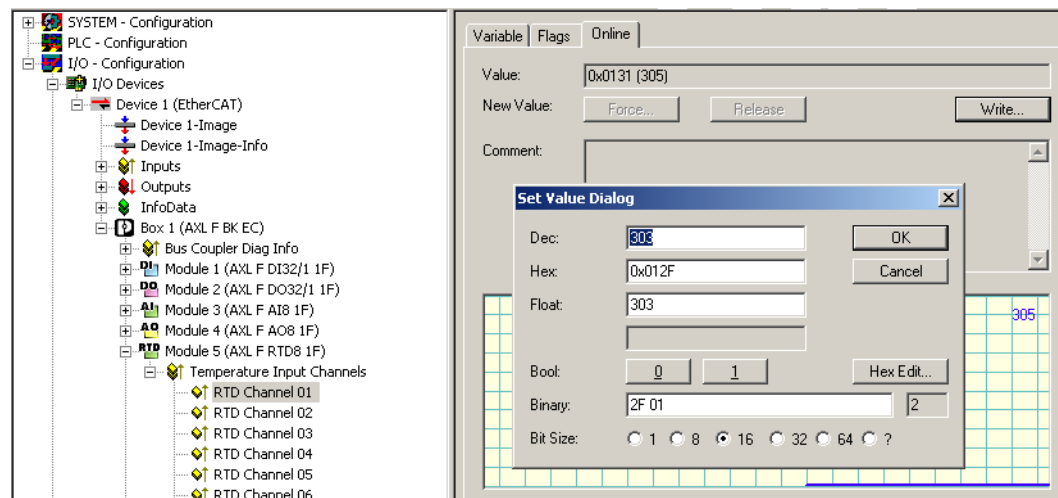 SYSTEM - Configuration
PLC - Configuration
I/O - Configuration
I/O Devices
Device 1 (EtherCAT)
Device 1-Image
Device 1-Image-Info
Inputs
Outputs
InfoData
Box 1 (AXL F BK EC)
Bus Coupler Diag Info
DI Module 1 (AXL F DI32/1 1F)
DO Module 2 (AXL F DO32/1 1F)
AI Module 3 (AXL F AI8 1F)
AO Module 4 (AXL F AO8 1F)
RTD Module 5 (AXL F RTD8 1F)
Temperature Input Channels
RTD Channel 01
RTD Channel 02
RTD Channel 03
RTD Channel 04
RTD Channel 05
RTD Channel 06
Variable Flags Online
Value: 0x0131 (305)
New Value: Force... Release Write...
Comment:
Set Value Dialog
Dec: 303 OK
Hex: 0x012F Cancel
Float: 303
Bool: 0 1 Hex Edit...
Binary: 2F 01 2
Bit Size: 1 8 16 32 64 ?
305